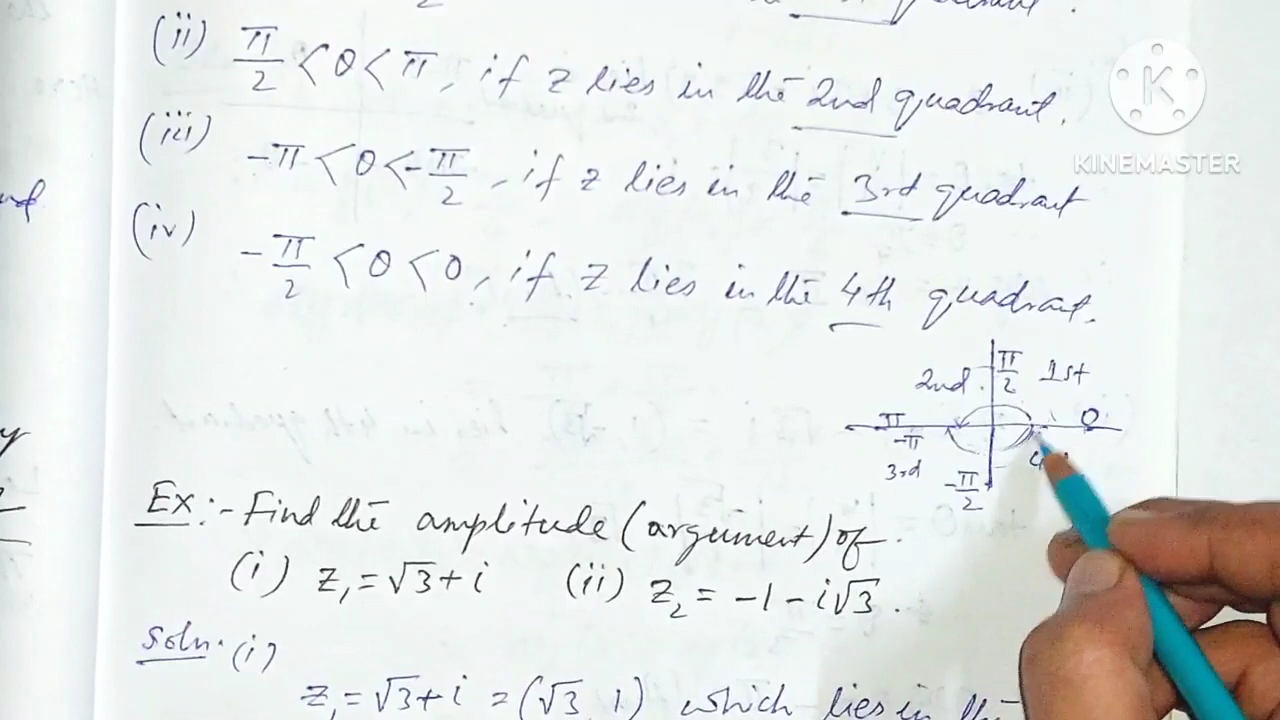 (ii) π/2 < θ < π, if z lies in the 2nd quadrant.
KINEMASTER
(iii) -π < θ < -π/2, if z lies in the 3rd quadrant
(iv) -π/2 < θ < 0, if z lies in the 4th quadrant.
2nd π/2 1st
π 0
-π
3rd
-π/2
Ex:- Find the amplitude (argument) of.
(i) z₁ = √3 + i (ii) z₂ = -1 - i√3.
Soln. (i)
z₁ = √3 + i = (√3, 1) which lies in the